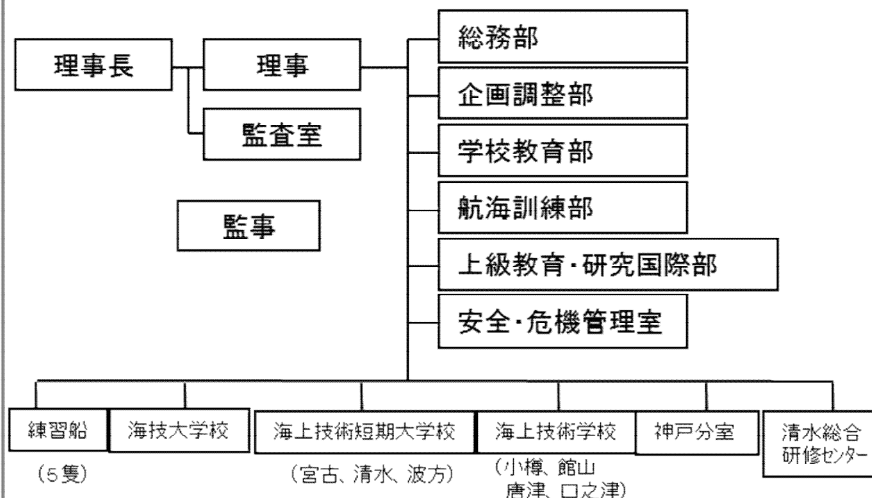 理事長
理事
監査室
監事
総務部
企画調整部
学校教育部
航海訓練部
上級教育・研究国際部
安全・危機管理室
練習船
(5隻)
海技大学校
海上技術短期大学校
(宮古、清水、波方)
海上技術学校
(小樽、館山
唐津、口之津)
神戸分室
清水総合
研修センター